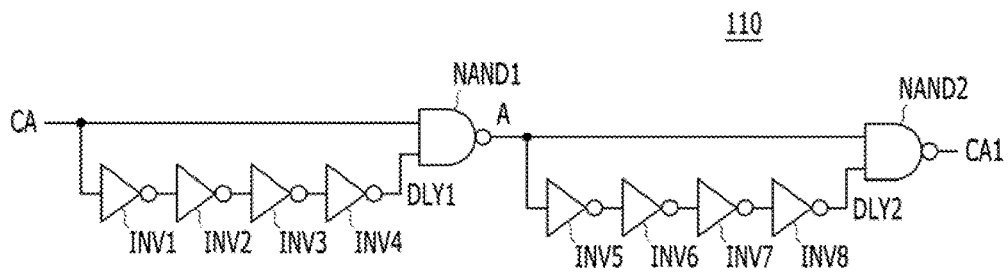 110
NAND1
NAND2
CA
A
CA1
DLY1
DLY2
INV1
INV2
INV3
INV4
INV5
INV6
INV7
INV8